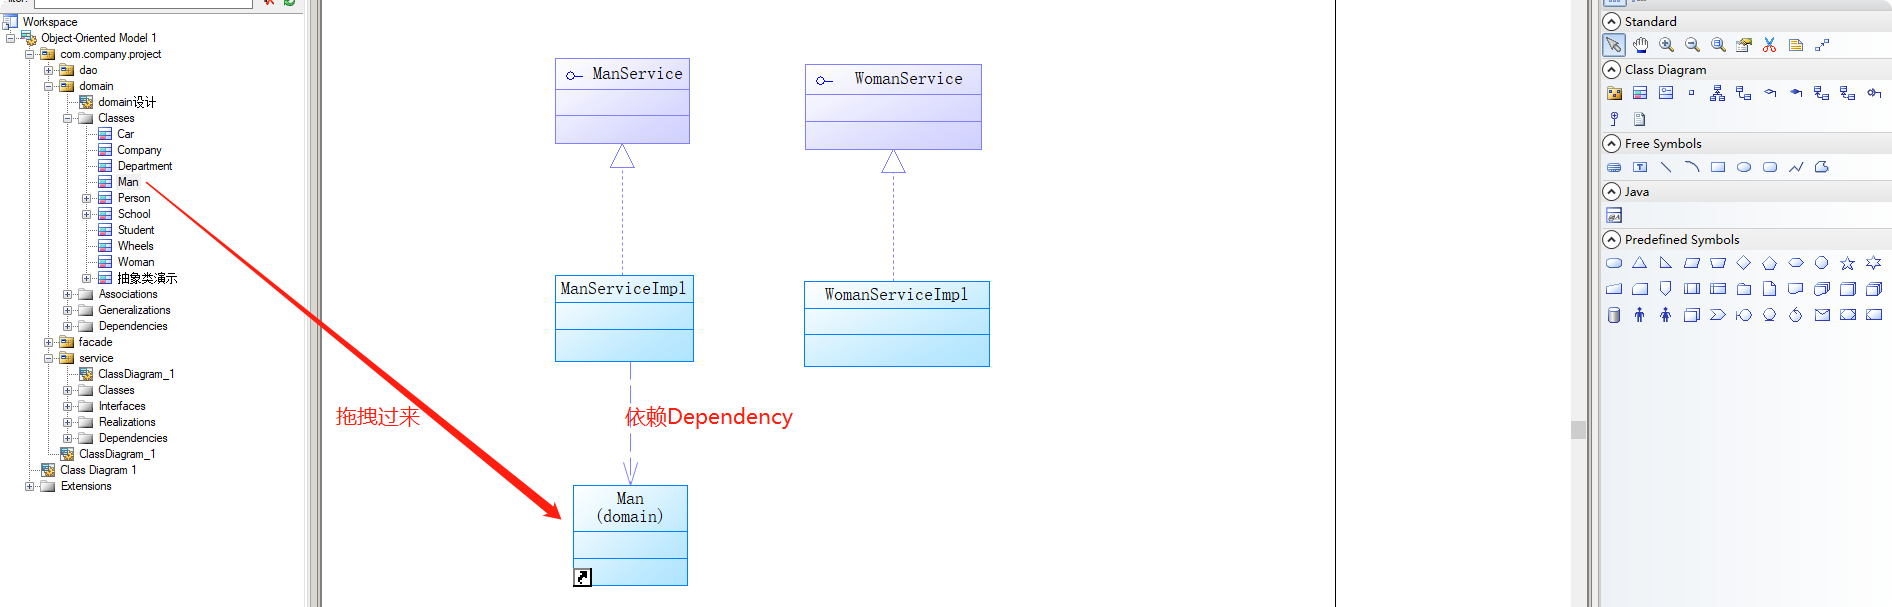 Workspace
Object-Oriented Model 1
com.company.project
dao
domain
domain设计
Classes
Car
Company
Department
Man
Person
School
Student
Wheels
Woman
抽象类演示
Associations
Generalizations
Dependencies
facade
service
ClassDiagram_1
Classes
Interfaces
Realizations
Dependencies
ClassDiagram_1
Class Diagram 1
Extensions
ManService
WomanService
ManServiceImpl
WomanServiceImpl
拖拽过来
依赖Dependency
Man
(domain)
Standard
Class Diagram
Free Symbols
Java
Predefined Symbols